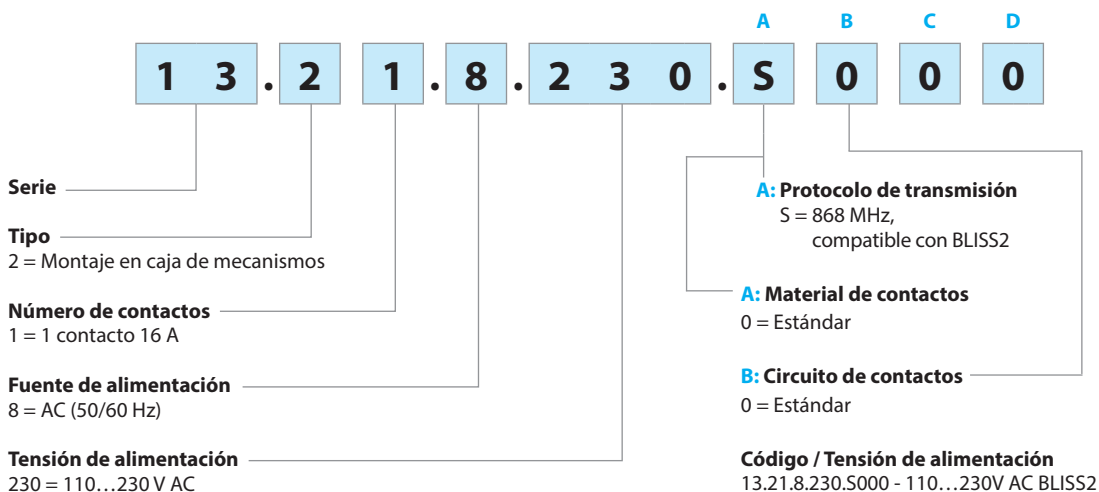 A B C D
1 3 . 2 1 . 8 . 2 3 0 . S 0 0 0
Serie
Tipo
2 = Montaje en caja de mecanismos
Número de contactos
1 = 1 contacto 16 A
Fuente de alimentación
8 = AC (50/60 Hz)
Tensión de alimentación
230 = 110…230 V AC
A: Protocolo de transmisión
S = 868 MHz,
compatible con BLISS2
A: Material de contactos
0 = Estándar
B: Circuito de contactos
0 = Estándar
Código / Tensión de alimentación
13.21.8.230.S000 - 110…230V AC BLISS2